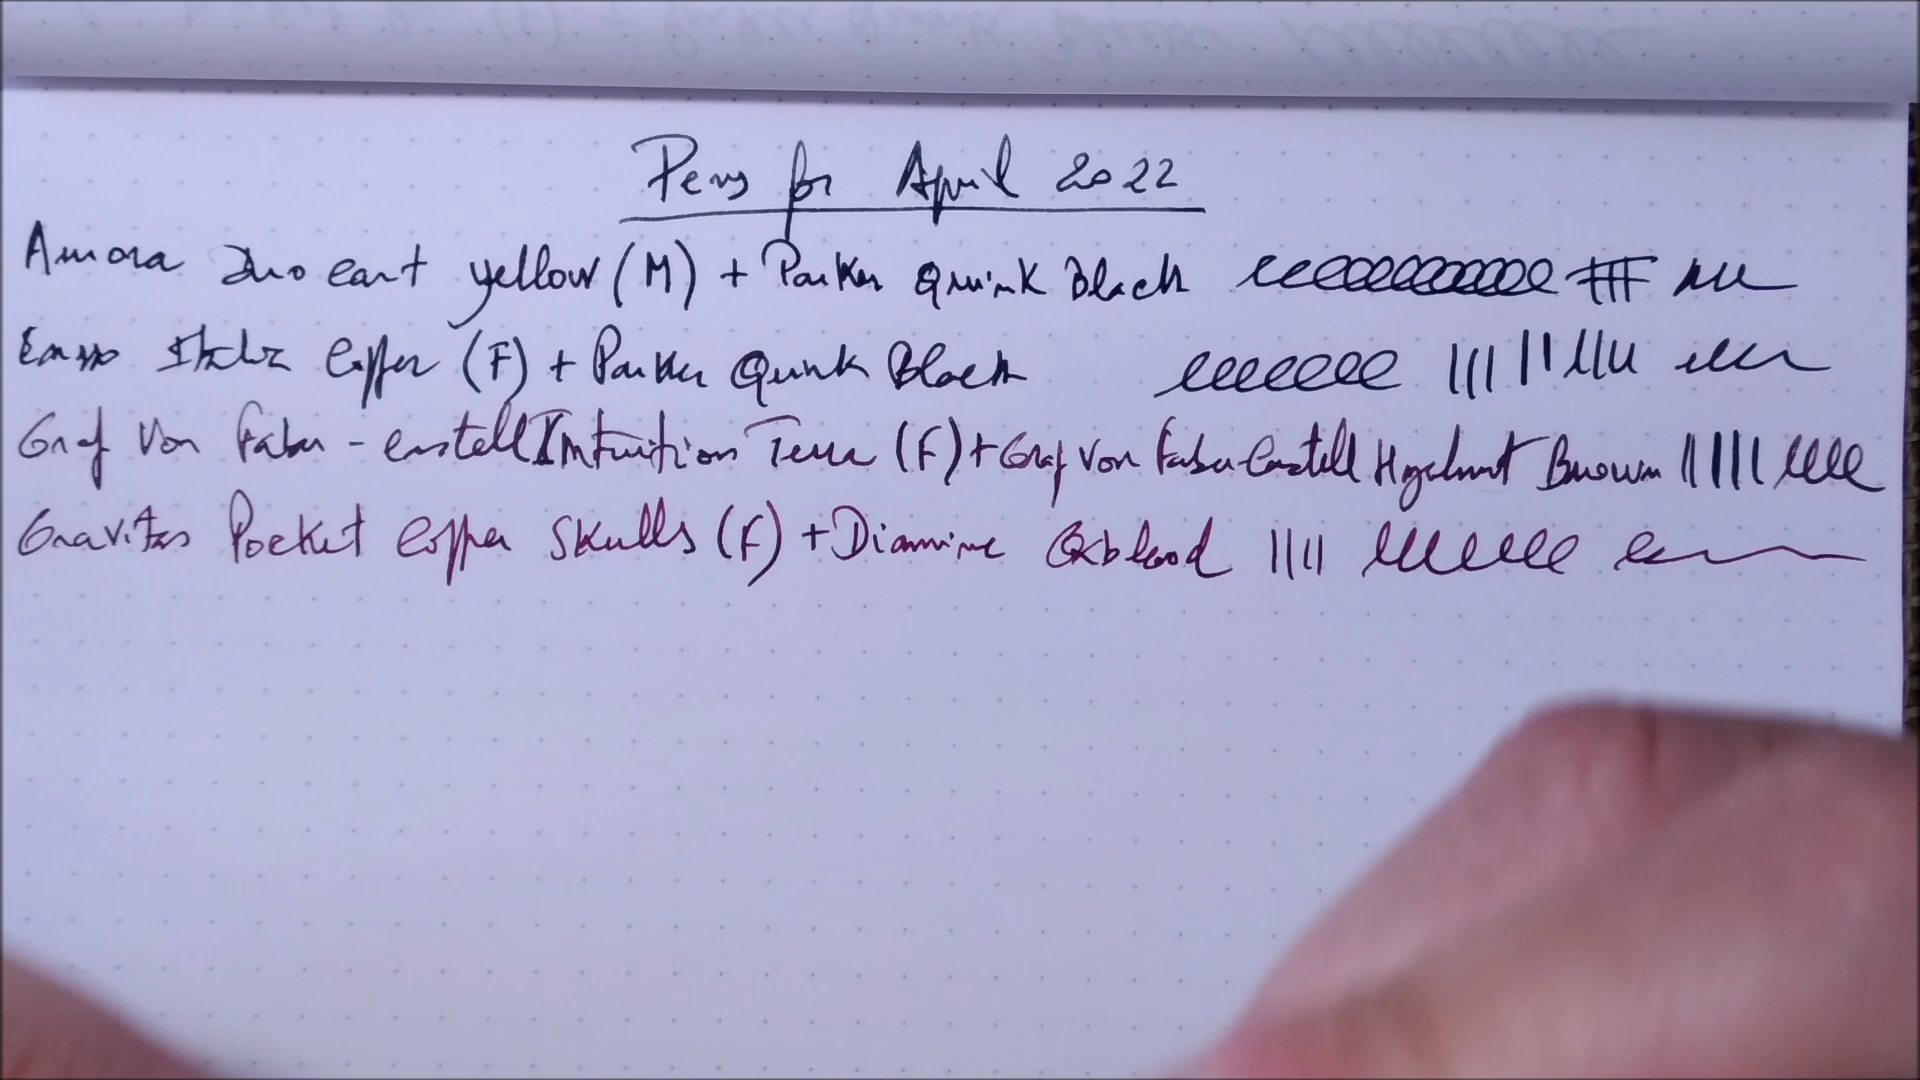 Pens for April 2022
Aurora Duo cart yellow (M) + Parker Quink Black
Ensso Italia Copper (F) + Parker Quink Black
Graf Von Faber-Castell Intuition Terra (F) + Graf Von Faber-Castell Hazelnut Brown
Gravitas Pocket Copper Skulls (F) + Diamine Oxblood